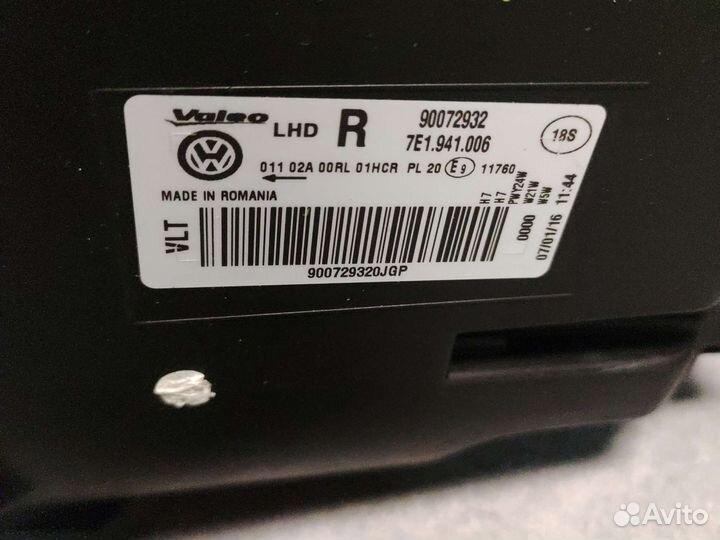 Valeo LHD R 90072932
7E1.941.006 18S
011 02A 00RL 01HCR PL 20 E9 11760
MADE IN ROMANIA
VLT
H7
H7
PWY24W
W21W
W5W
0000
07/01/16 11:44
900729320JGP
Avito